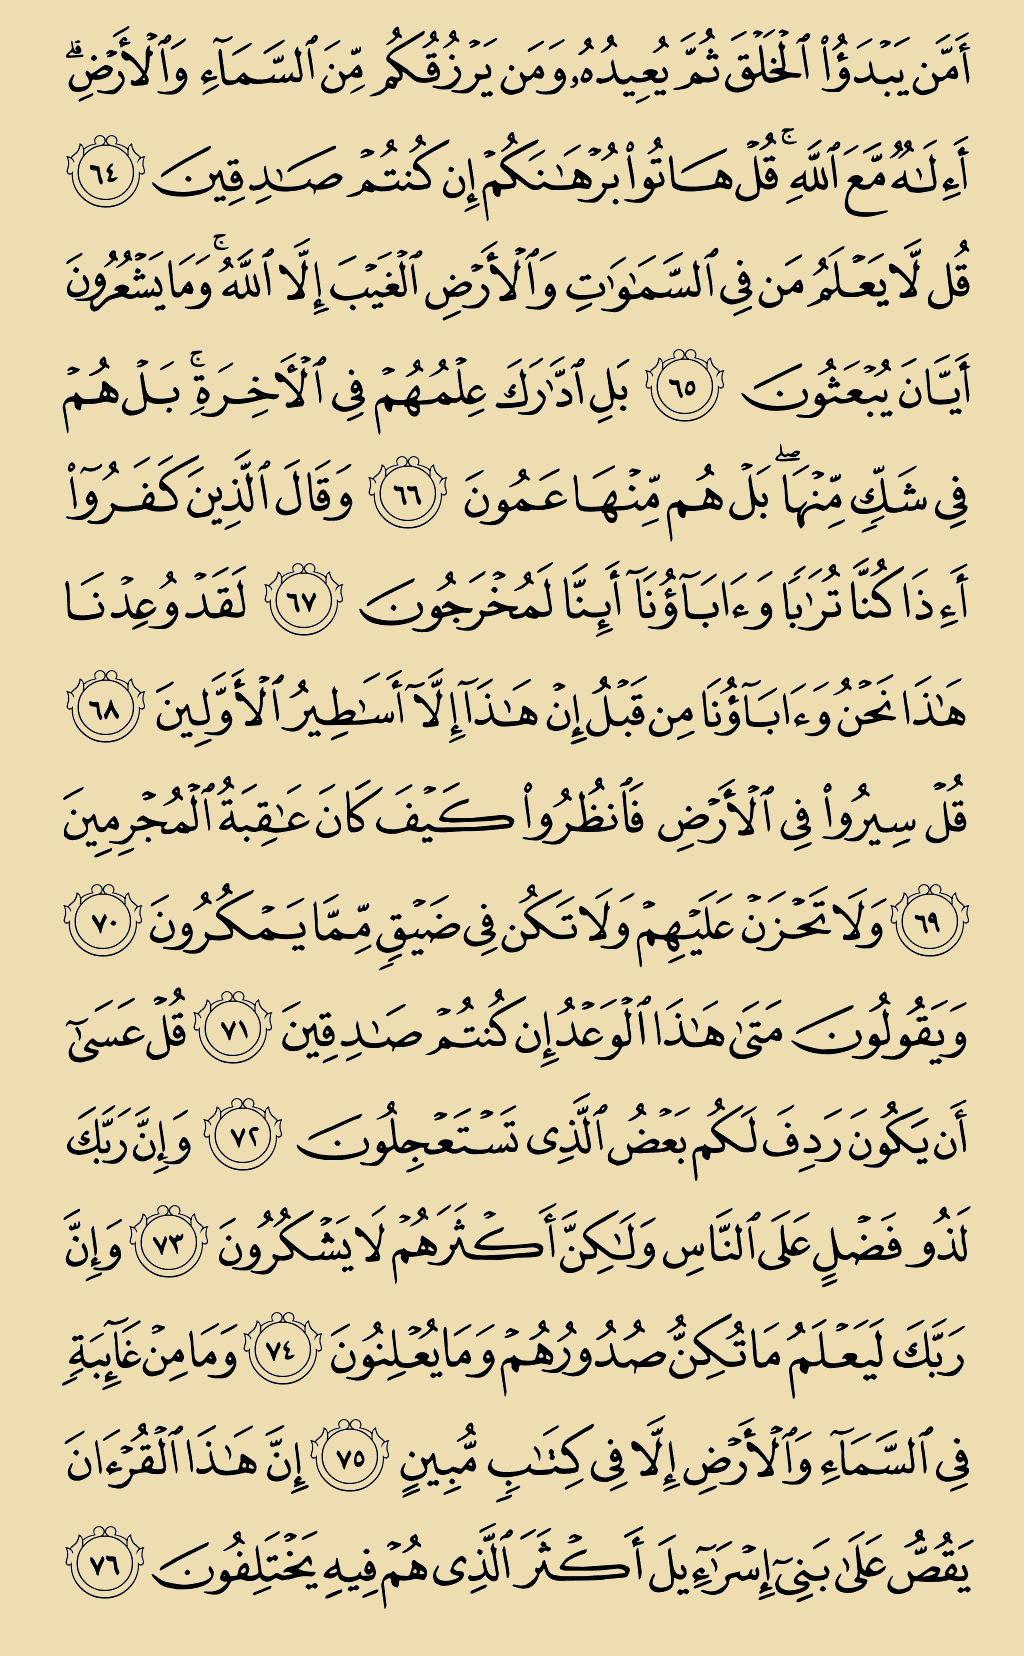 أَمَّن يَبْدَؤُا۟ ٱلْخَلْقَ ثُمَّ يُعِيدُهُۥ وَمَن يَرْزُقُكُم مِّنَ ٱلسَّمَآءِ وَٱلْأَرْضِ ۗ
أَءِلَـٰهٌ مَّعَ ٱللَّهِ ۚ قُلْ هَاتُوا۟ بُرْهَـٰنَكُمْ إِن كُنتُمْ صَـٰدِقِينَ ٦٤
قُل لَّا يَعْلَمُ مَن فِى ٱلسَّمَـٰوَٰتِ وَٱلْأَرْضِ ٱلْغَيْبَ إِلَّا ٱللَّهُ ۚ وَمَا يَشْعُرُونَ
أَيَّانَ يُبْعَثُونَ ٦٥ بَلِ ٱدَّٰرَكَ عِلْمُهُمْ فِى ٱلْـَٔاخِرَةِ ۚ بَلْ هُمْ
فِى شَكٍّ مِّنْهَا ۖ بَلْ هُم مِّنْهَا عَمُونَ ٦٦ وَقَالَ ٱلَّذِينَ كَفَرُوٓا۟
أَءِذَا كُنَّا تُرَٰبًا وَءَابَآؤُنَآ أَئِنَّا لَمُخْرَجُونَ ٦٧ لَقَدْ وُعِدْنَا
هَـٰذَا نَحْنُ وَءَابَآؤُنَا مِن قَبْلُ إِنْ هَـٰذَآ إِلَّآ أَسَـٰطِيرُ ٱلْأَوَّلِينَ ٦٨
قُلْ سِيرُوا۟ فِى ٱلْأَرْضِ فَٱنظُرُوا۟ كَيْفَ كَانَ عَـٰقِبَةُ ٱلْمُجْرِمِينَ
٦٩ وَلَا تَحْزَنْ عَلَيْهِمْ وَلَا تَكُن فِى ضَيْقٍ مِّمَّا يَمْكُرُونَ ٧٠
وَيَقُولُونَ مَتَىٰ هَـٰذَا ٱلْوَعْدُ إِن كُنتُمْ صَـٰدِقِينَ ٧١ قُلْ عَسَىٰٓ
أَن يَكُونَ رَدِفَ لَكُم بَعْضُ ٱلَّذِى تَسْتَعْجِلُونَ ٧٢ وَإِنَّ رَبَّكَ
لَذُو فَضْلٍ عَلَى ٱلنَّاسِ وَلَـٰكِنَّ أَكْثَرَهُمْ لَا يَشْكُرُونَ ٧٣ وَإِنَّ
رَبَّكَ لَيَعْلَمُ مَا تُكِنُّ صُدُورُهُمْ وَمَا يُعْلِنُونَ ٧٤ وَمَا مِنْ غَآئِبَةٍ
فِى ٱلسَّمَآءِ وَٱلْأَرْضِ إِلَّا فِى كِتَـٰبٍ مُّبِينٍ ٧٥ إِنَّ هَـٰذَا ٱلْقُرْءَانَ
يَقُصُّ عَلَىٰ بَنِىٓ إِسْرَٰٓءِيلَ أَكْثَرَ ٱلَّذِى هُمْ فِيهِ يَخْتَلِفُونَ ٧٦